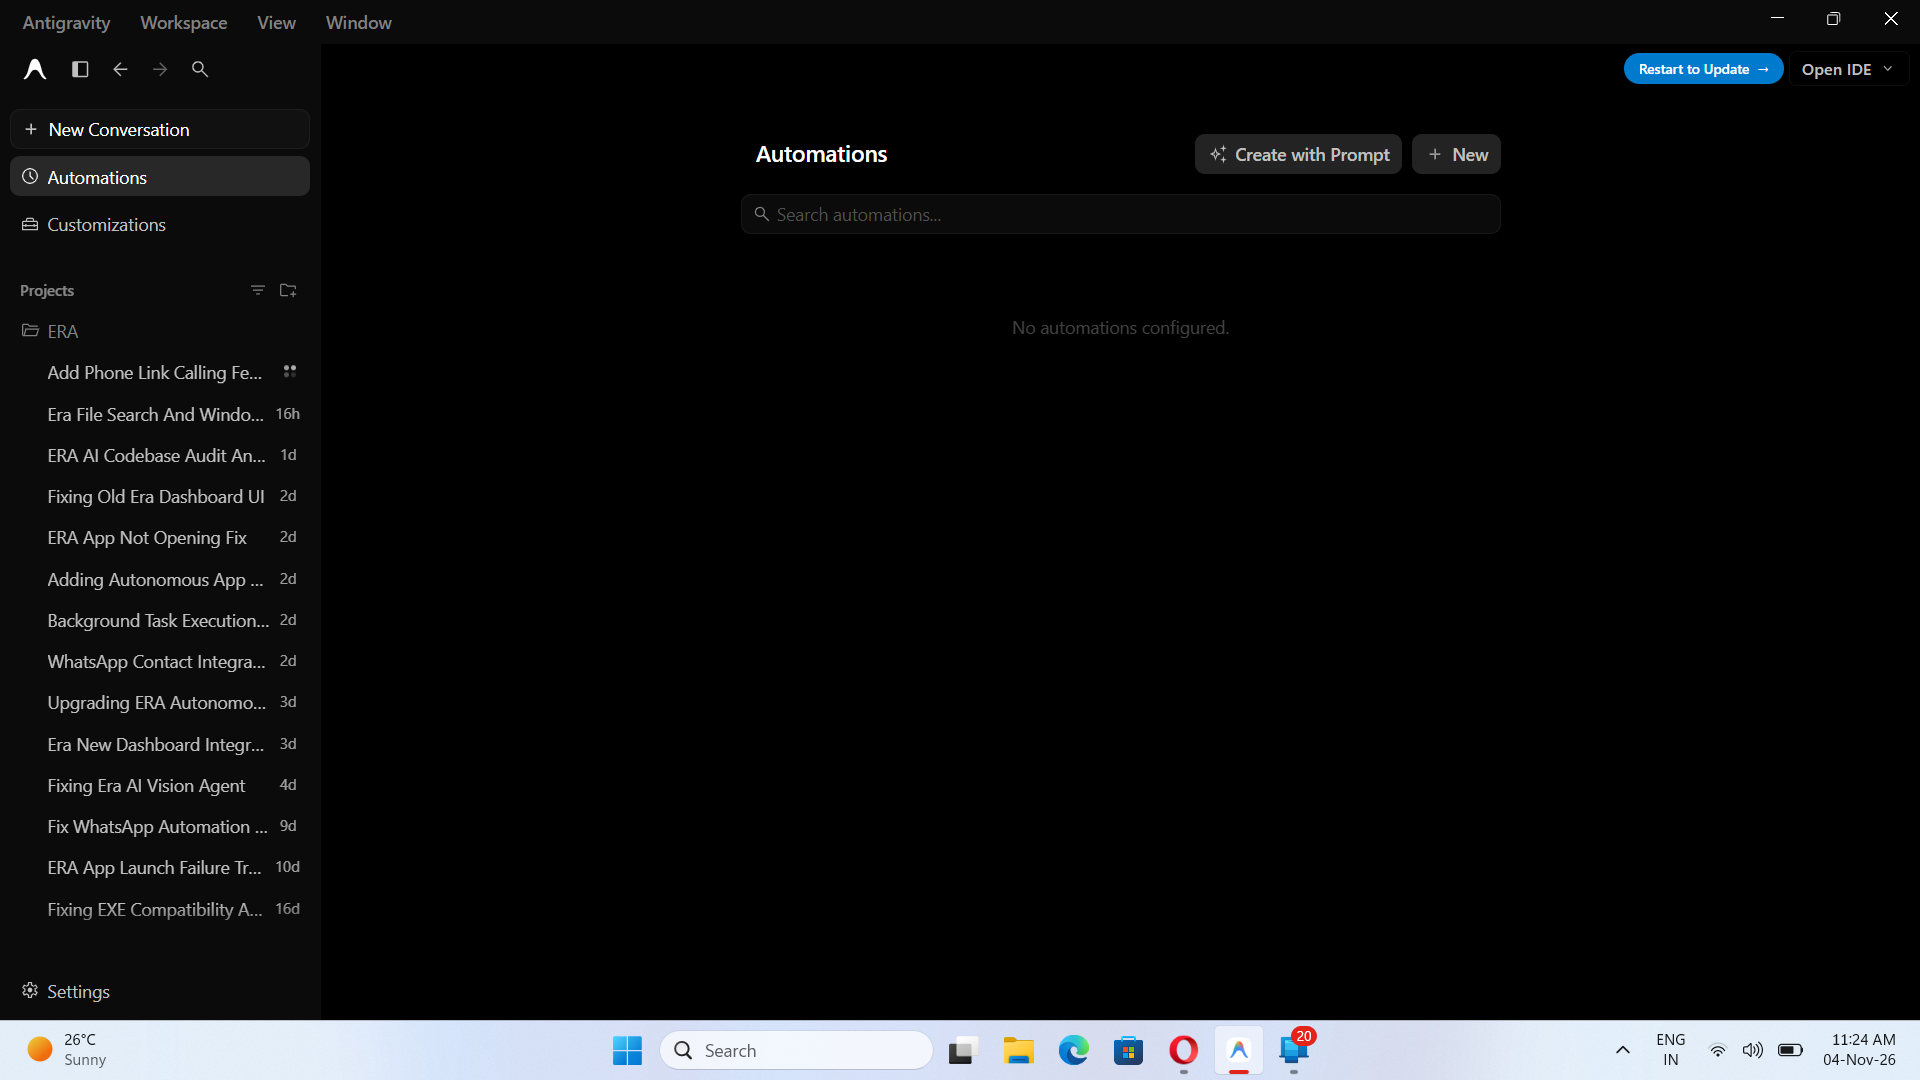 Antigravity Workspace View Window
Restart to Update → Open IDE
+ New Conversation
Automations
Customizations
Projects
ERA
Add Phone Link Calling Fe...
Era File Search And Windo... 16h
ERA AI Codebase Audit An... 1d
Fixing Old Era Dashboard UI 2d
ERA App Not Opening Fix 2d
Adding Autonomous App ... 2d
Background Task Execution... 2d
WhatsApp Contact Integra... 2d
Upgrading ERA Autonomo... 3d
Era New Dashboard Integr... 3d
Fixing Era AI Vision Agent 4d
Fix WhatsApp Automation ... 9d
ERA App Launch Failure Tr... 10d
Fixing EXE Compatibility A... 16d
Settings
Automations
Create with Prompt
+ New
Search automations...
No automations configured.
26°C
Sunny
Search
20
ENG
IN
11:24 AM
04-Nov-26